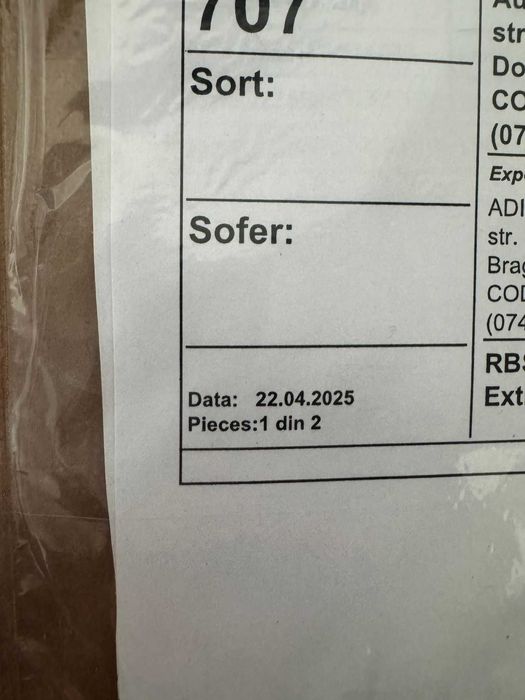 707
Sort:
Sofer:
Data: 22.04.2025
Pieces:1 din 2
str
Do
CO
(07
Exp
ADI
str.
Brag
COD
(074
RBS
Ext